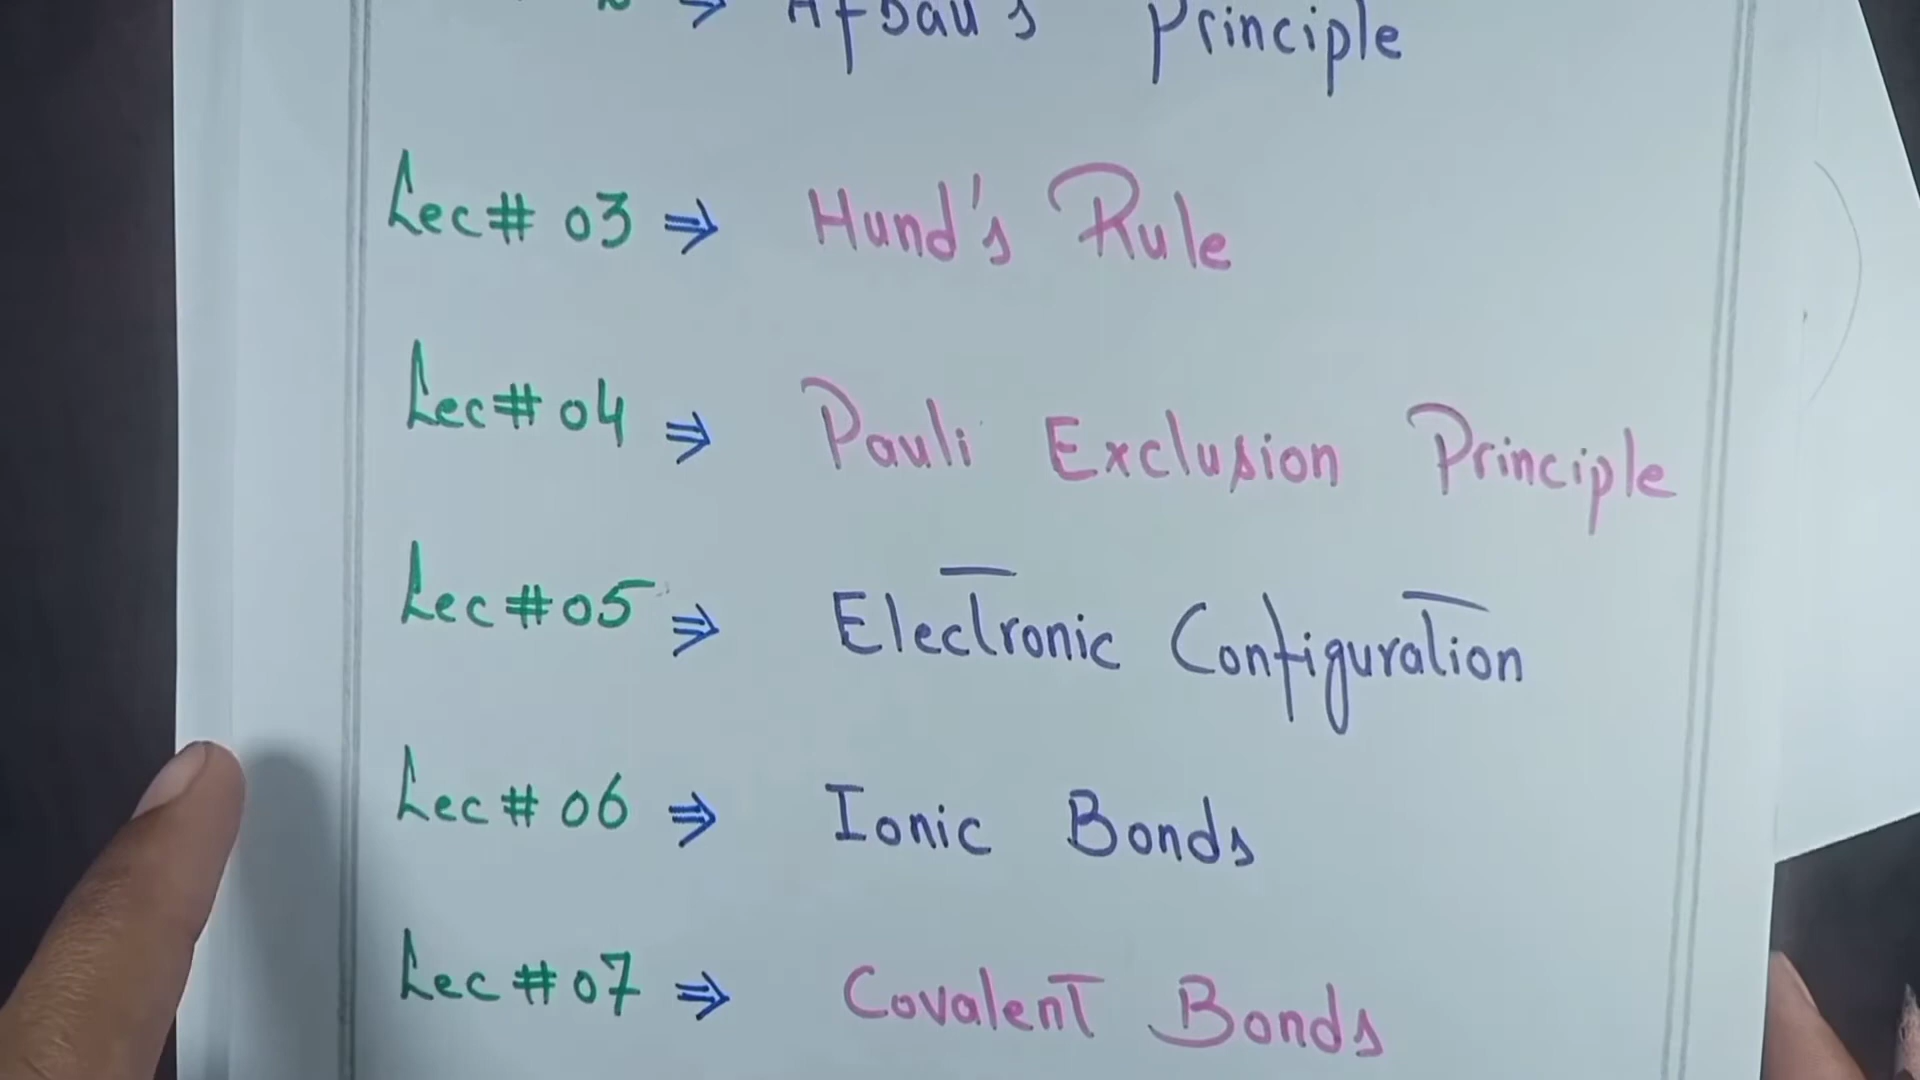 ⇒ Principle
Lec# 03 ⇒ Hund's Rule
Lec# 04 ⇒ Pauli Exclusion Principle
Lec #05 ⇒ Electronic Configuration
Lec # 06 ⇒ Ionic Bonds
Lec #07 ⇒ Covalent Bonds